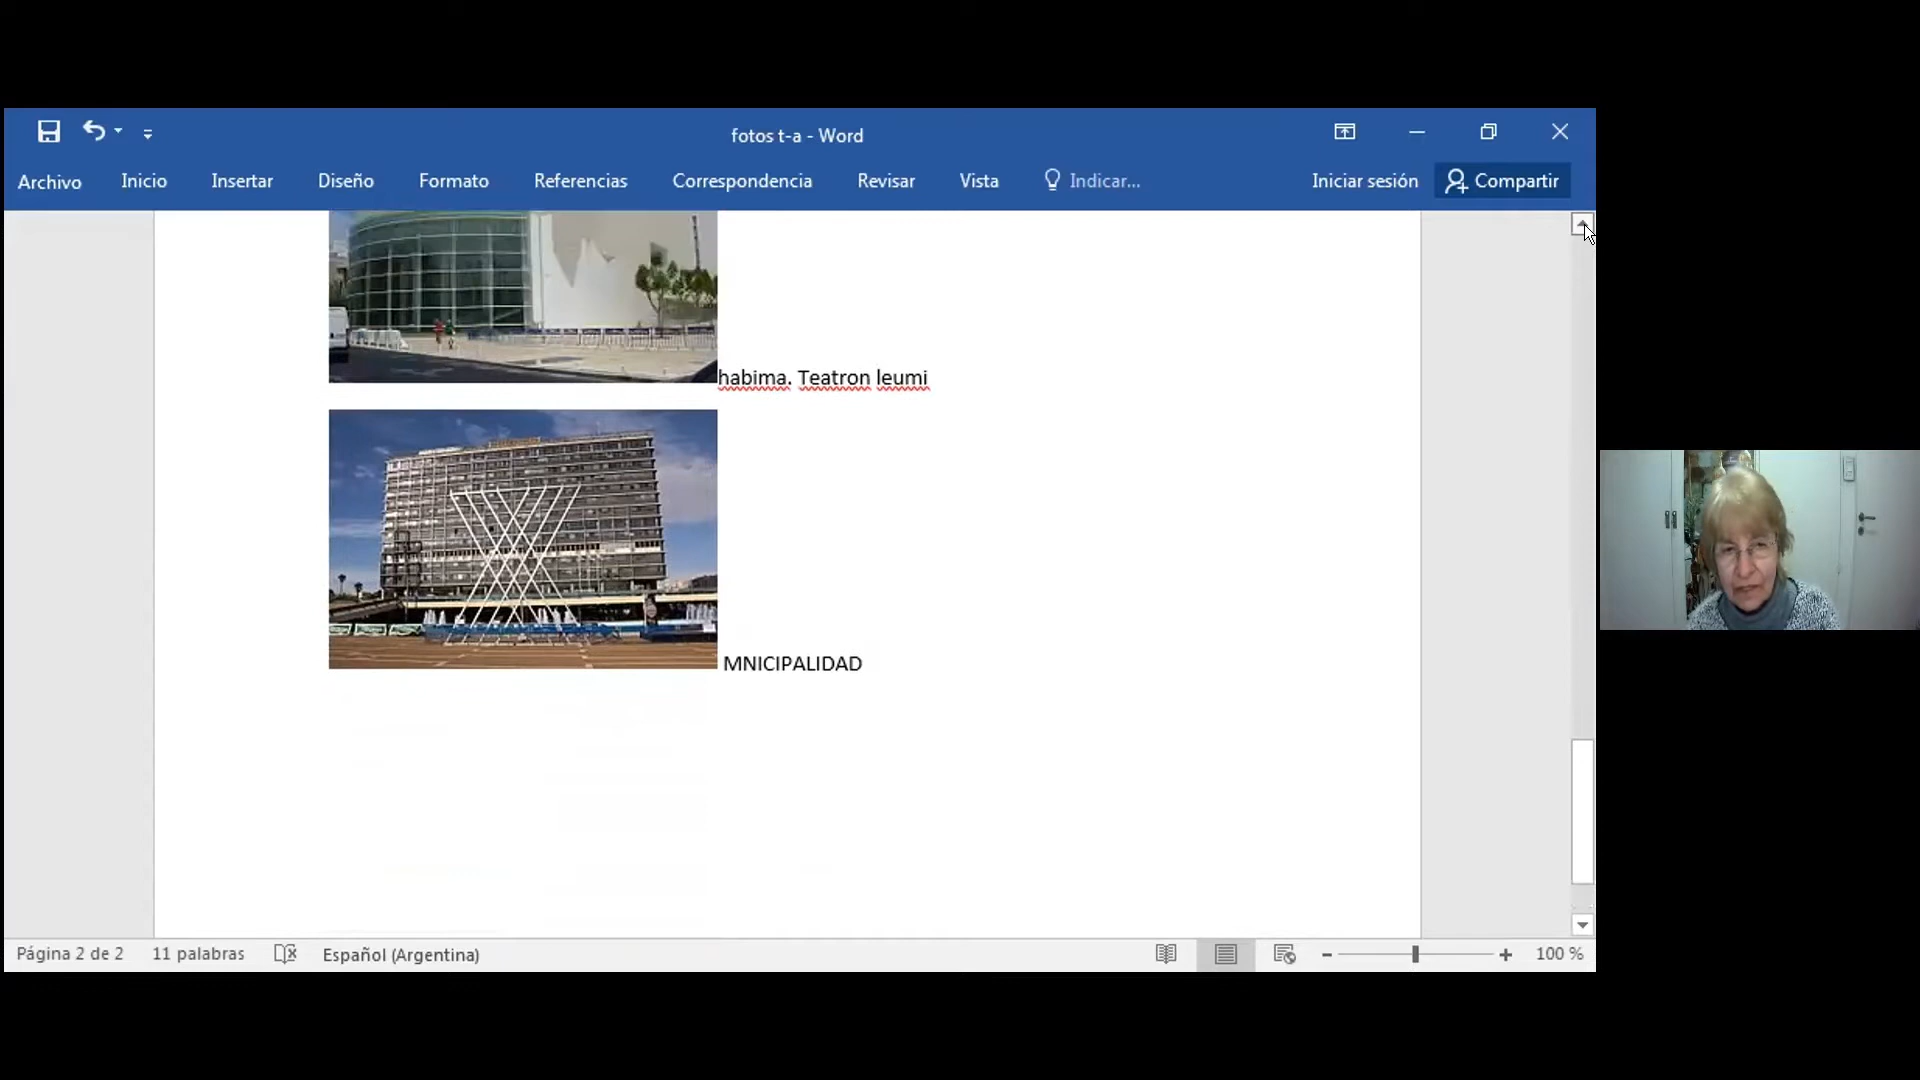 fotos t-a - Word
Archivo Inicio Insertar Diseño Formato Referencias Correspondencia Revisar Vista Indicar... Iniciar sesión Compartir
habima. Teatron leumi
MNICIPALIDAD
Página 2 de 2 11 palabras Español (Argentina) 100 %